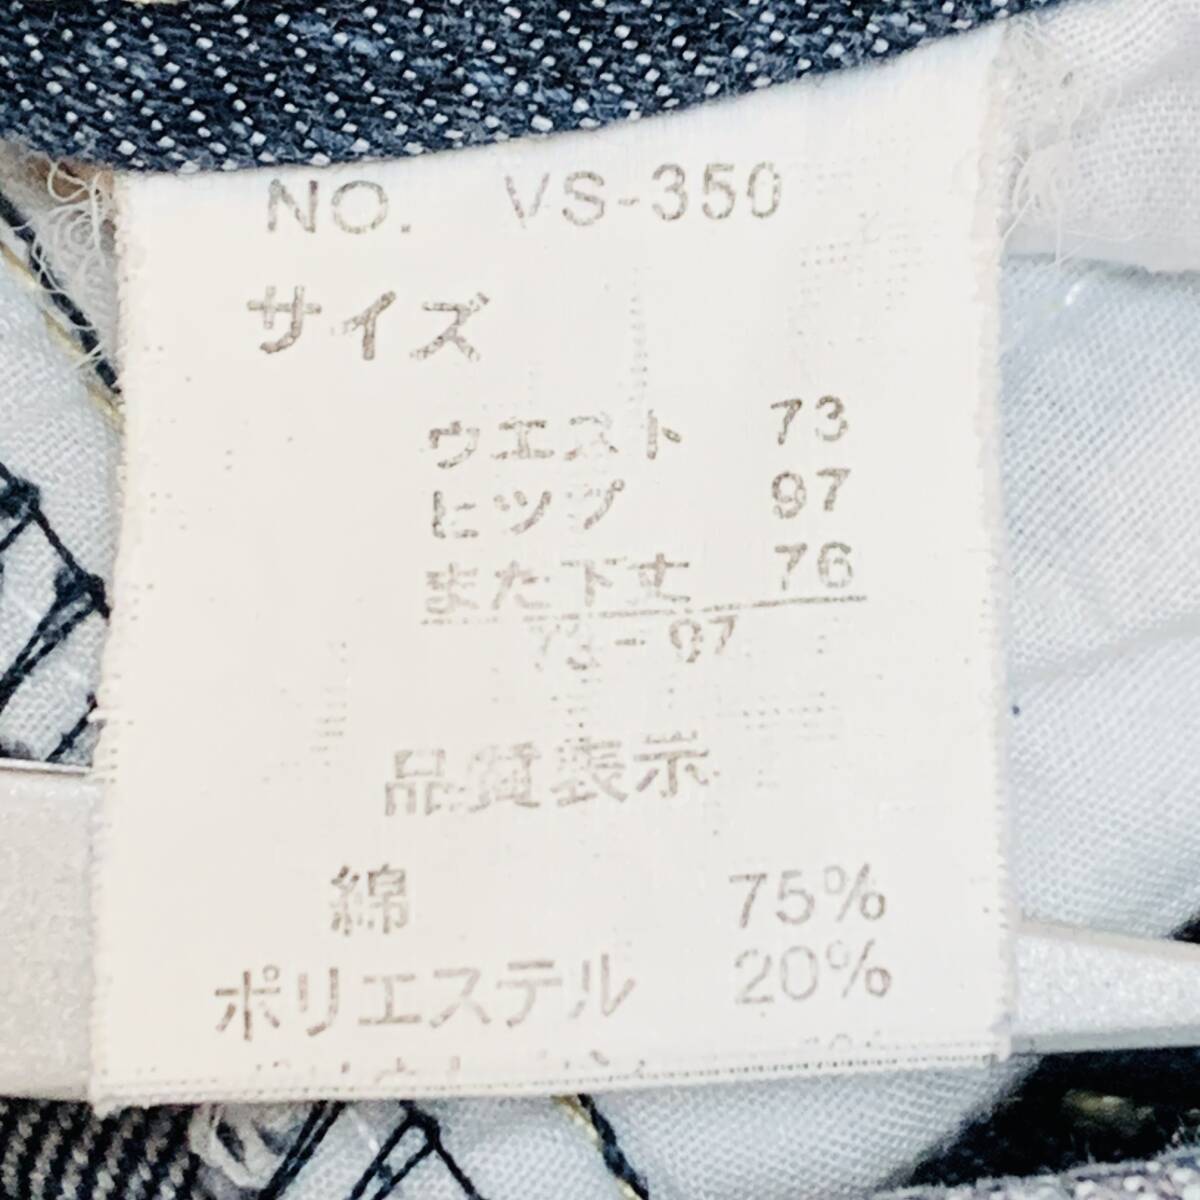 NO. VS-350
サイズ
ウエスト 73
ヒップ 97
また下丈 76
73-97
品質表示
綿 75%
ポリエステル 20%